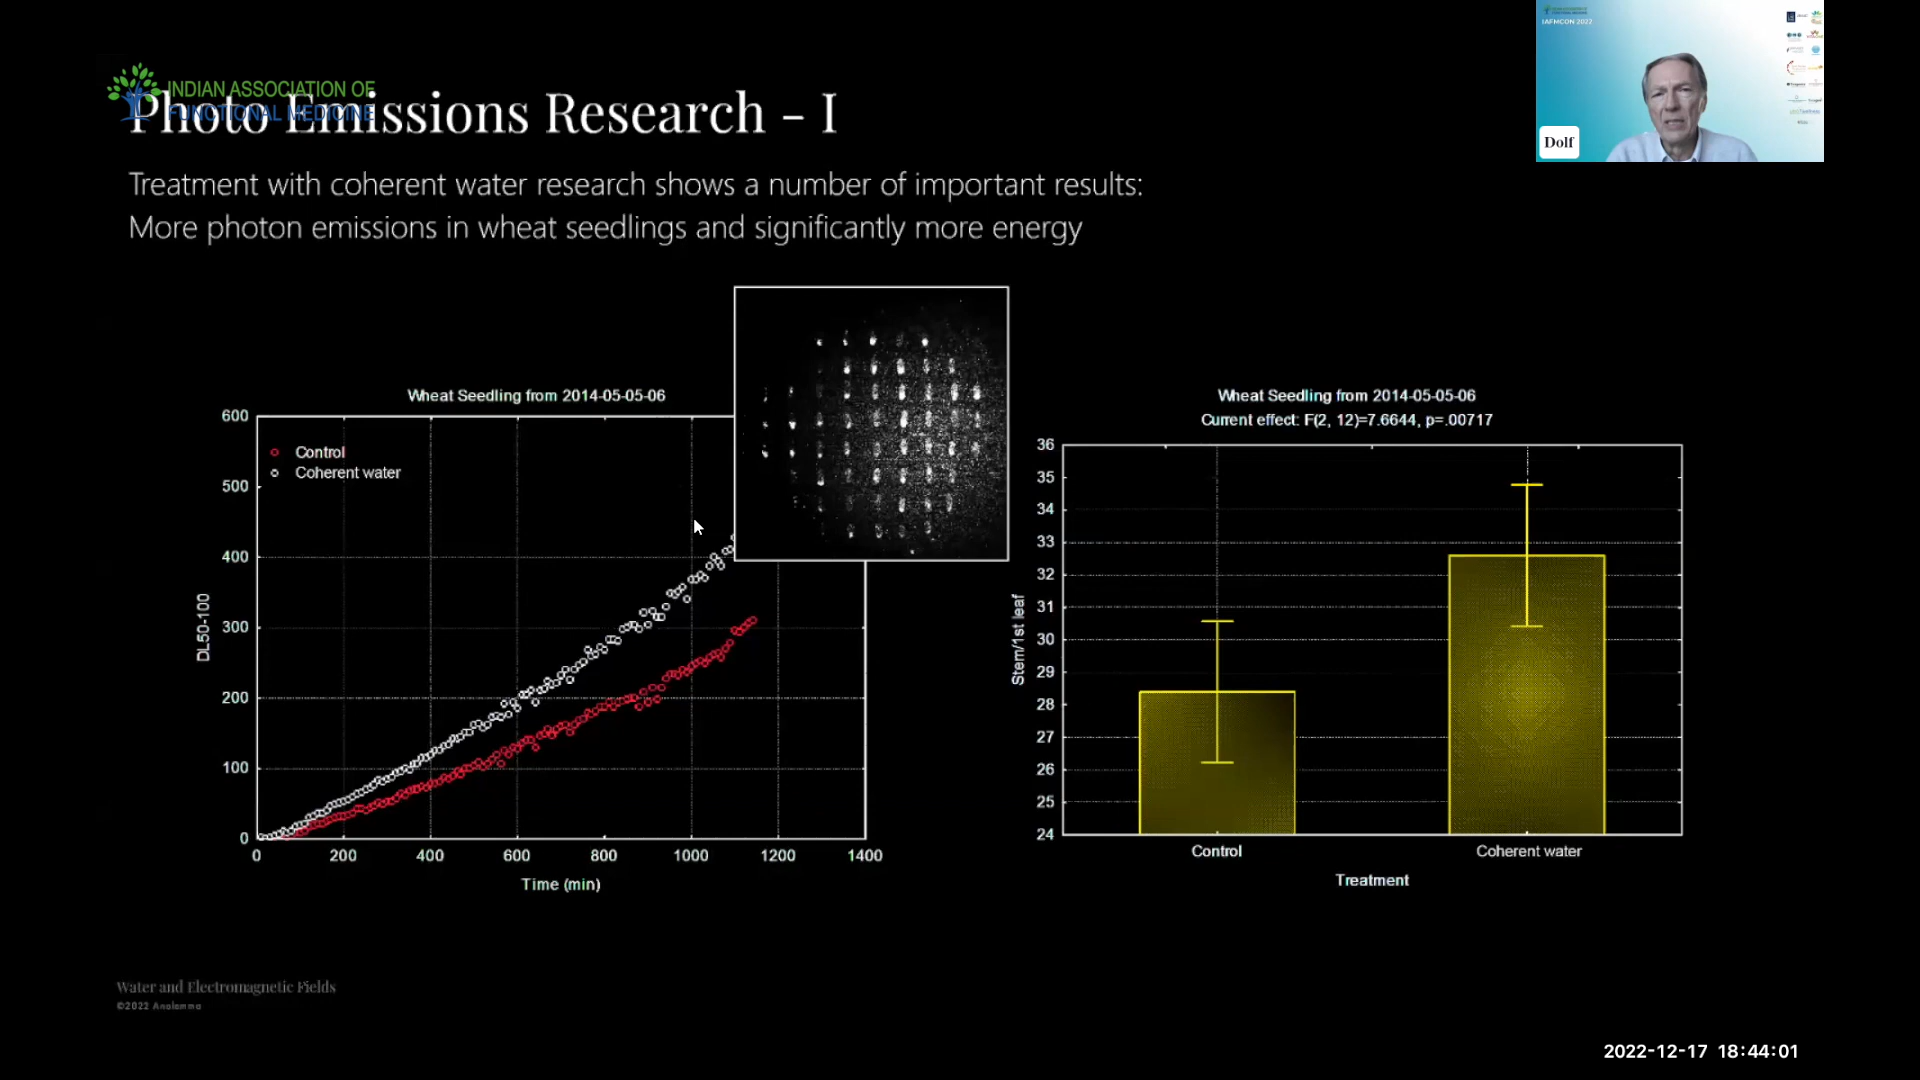 INDIAN ASSOCIATION OF
FUNCTIONAL MEDICINE
Photo Emissions Research - I
Treatment with coherent water research shows a number of important results:
More photon emissions in wheat seedlings and significantly more energy
IAFMCON 2022
Dolf
Wheat Seedling from 2014-05-05-06
600
500
400
300
200
100
0
DL50-100
Control
Coherent water
0 200 400 600 800 1000 1200 1400
Time (min)
Wheat Seedling from 2014-05-05-06
Current effect: F(2, 12)=7.6644, p=.00717
36
35
34
33
32
31
30
29
28
27
26
25
24
Stem/1st leaf
Control Coherent water
Treatment
Water and Electromagnetic Fields
©2022 Analemma
2022-12-17 18:44:01